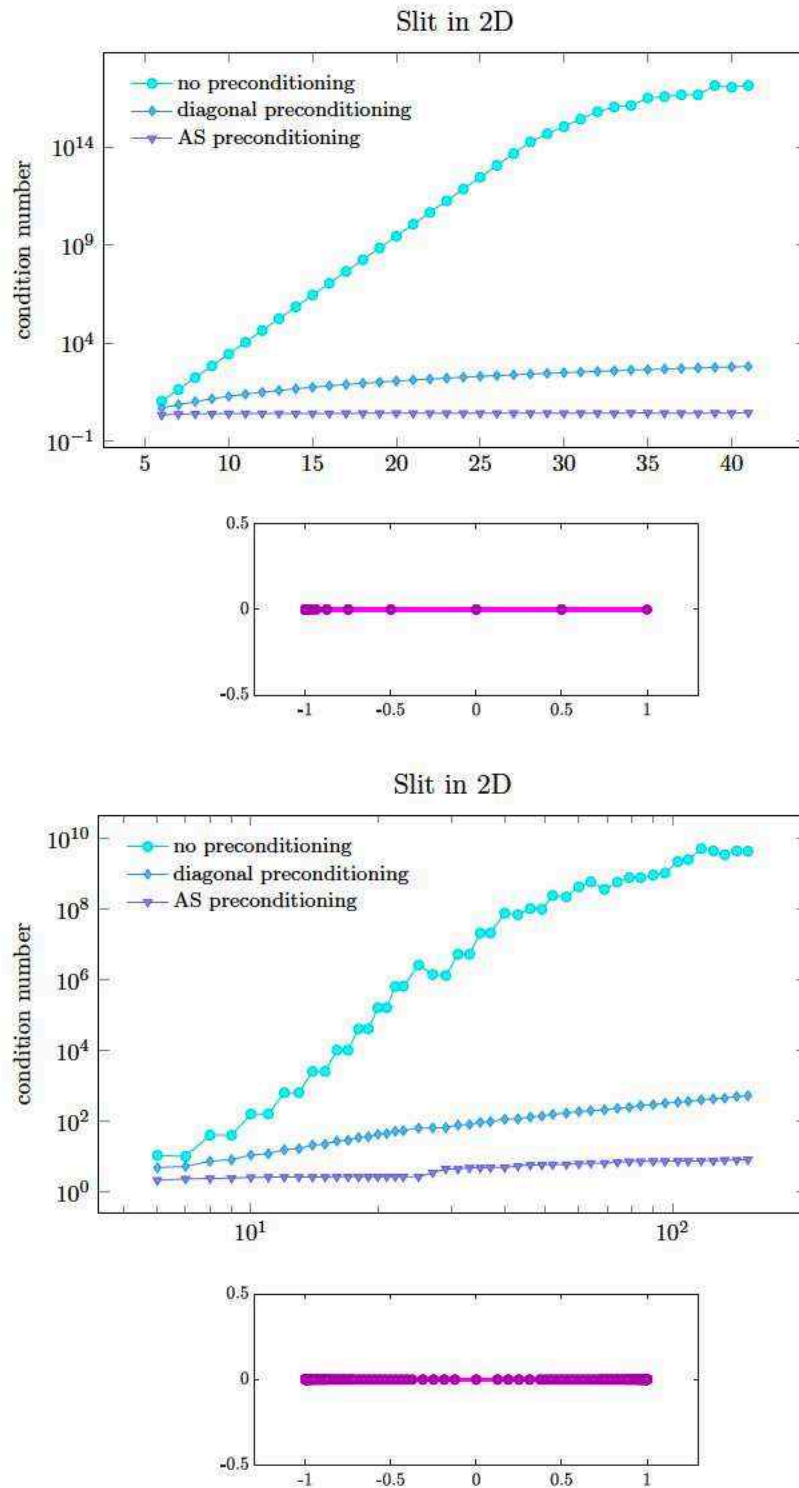 Slit in 2D
no preconditioning
diagonal preconditioning
AS preconditioning
condition number
10^14
10^9
10^4
10^−1
5 10 15 20 25 30 35 40
0.5
0
-0.5
-1 -0.5 0 0.5 1
Slit in 2D
no preconditioning
diagonal preconditioning
AS preconditioning
condition number
10^10
10^8
10^6
10^4
10^2
10^0
10^1 10^2
0.5
0
-0.5
-1 -0.5 0 0.5 1